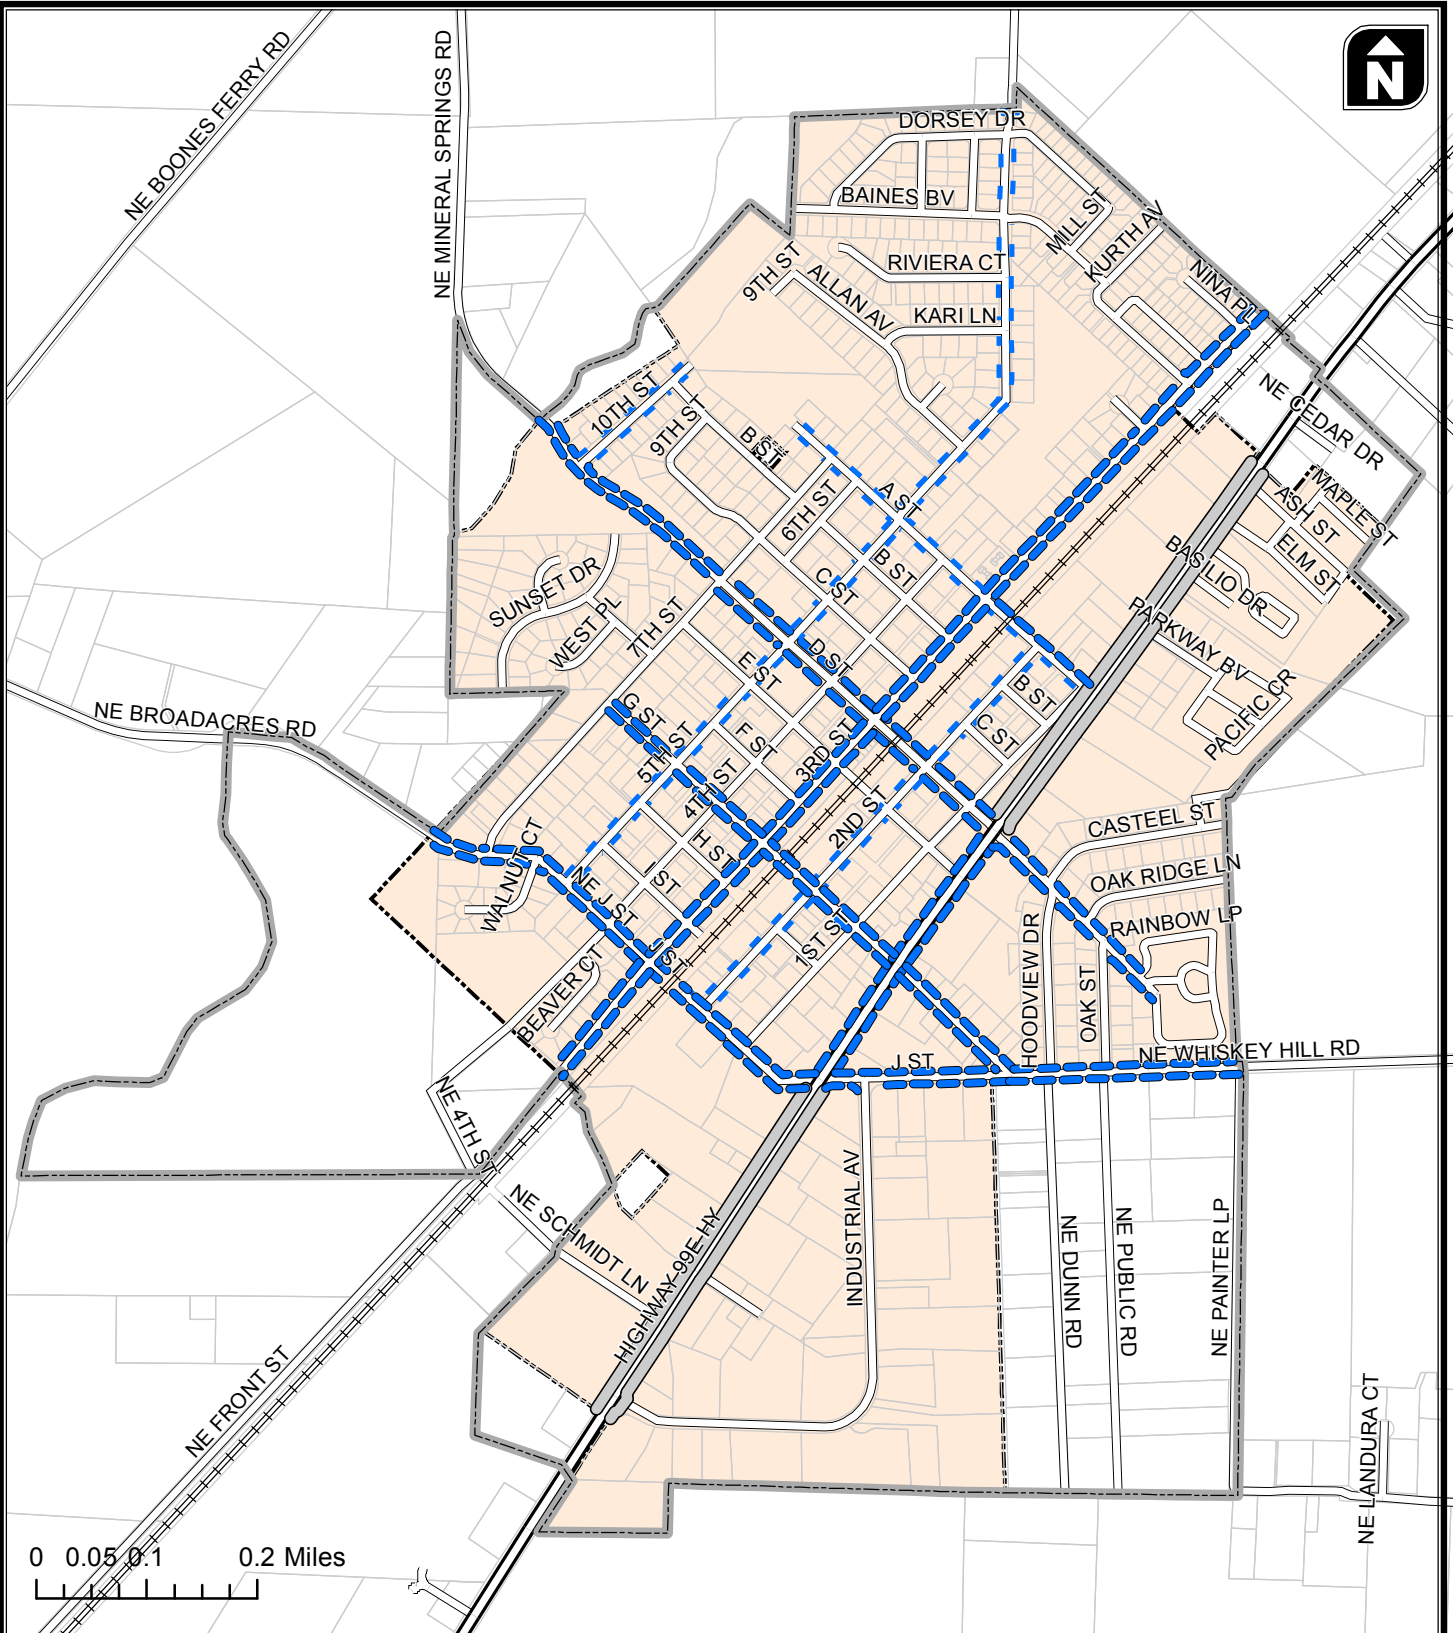 NE BOONES FERRY RD
NE MINERAL SPRINGS RD
N
DORSEY DR
BAINES BV
MILL ST
KURTH AV
RIVIERA CT
NINA PL
9TH ST
ALLAN AV
KARI LN
NE CEDAR DR
10TH ST
9TH ST
B ST
A ST
6TH ST
MAPLE ST
ASH ST
ELM ST
BASILIO DR
B ST
C ST
SUNSET DR
WEST PL
7TH ST
PARKWAY BV
D ST
E ST
B ST
PACIFIC CR
G ST
NE BROADACRES RD
F ST
5TH ST
3RD ST
C ST
4TH ST
2ND ST
CASTEEL ST
H ST
WALNUT CT
OAK RIDGE LN
I ST
NE J ST
RAINBOW LP
1ST ST
HOODVIEW DR
OAK ST
J ST
BEAVER CT
J ST
NE WHISKEY HILL RD
NE 4TH ST
NE SCHMIDT LN
HIGHWAY 99E HY
INDUSTRIAL AV
NE DUNN RD
NE PUBLIC RD
NE PAINTER LP
NE FRONT ST
NE LANDURA CT
0 0.05 0.1 0.2 Miles